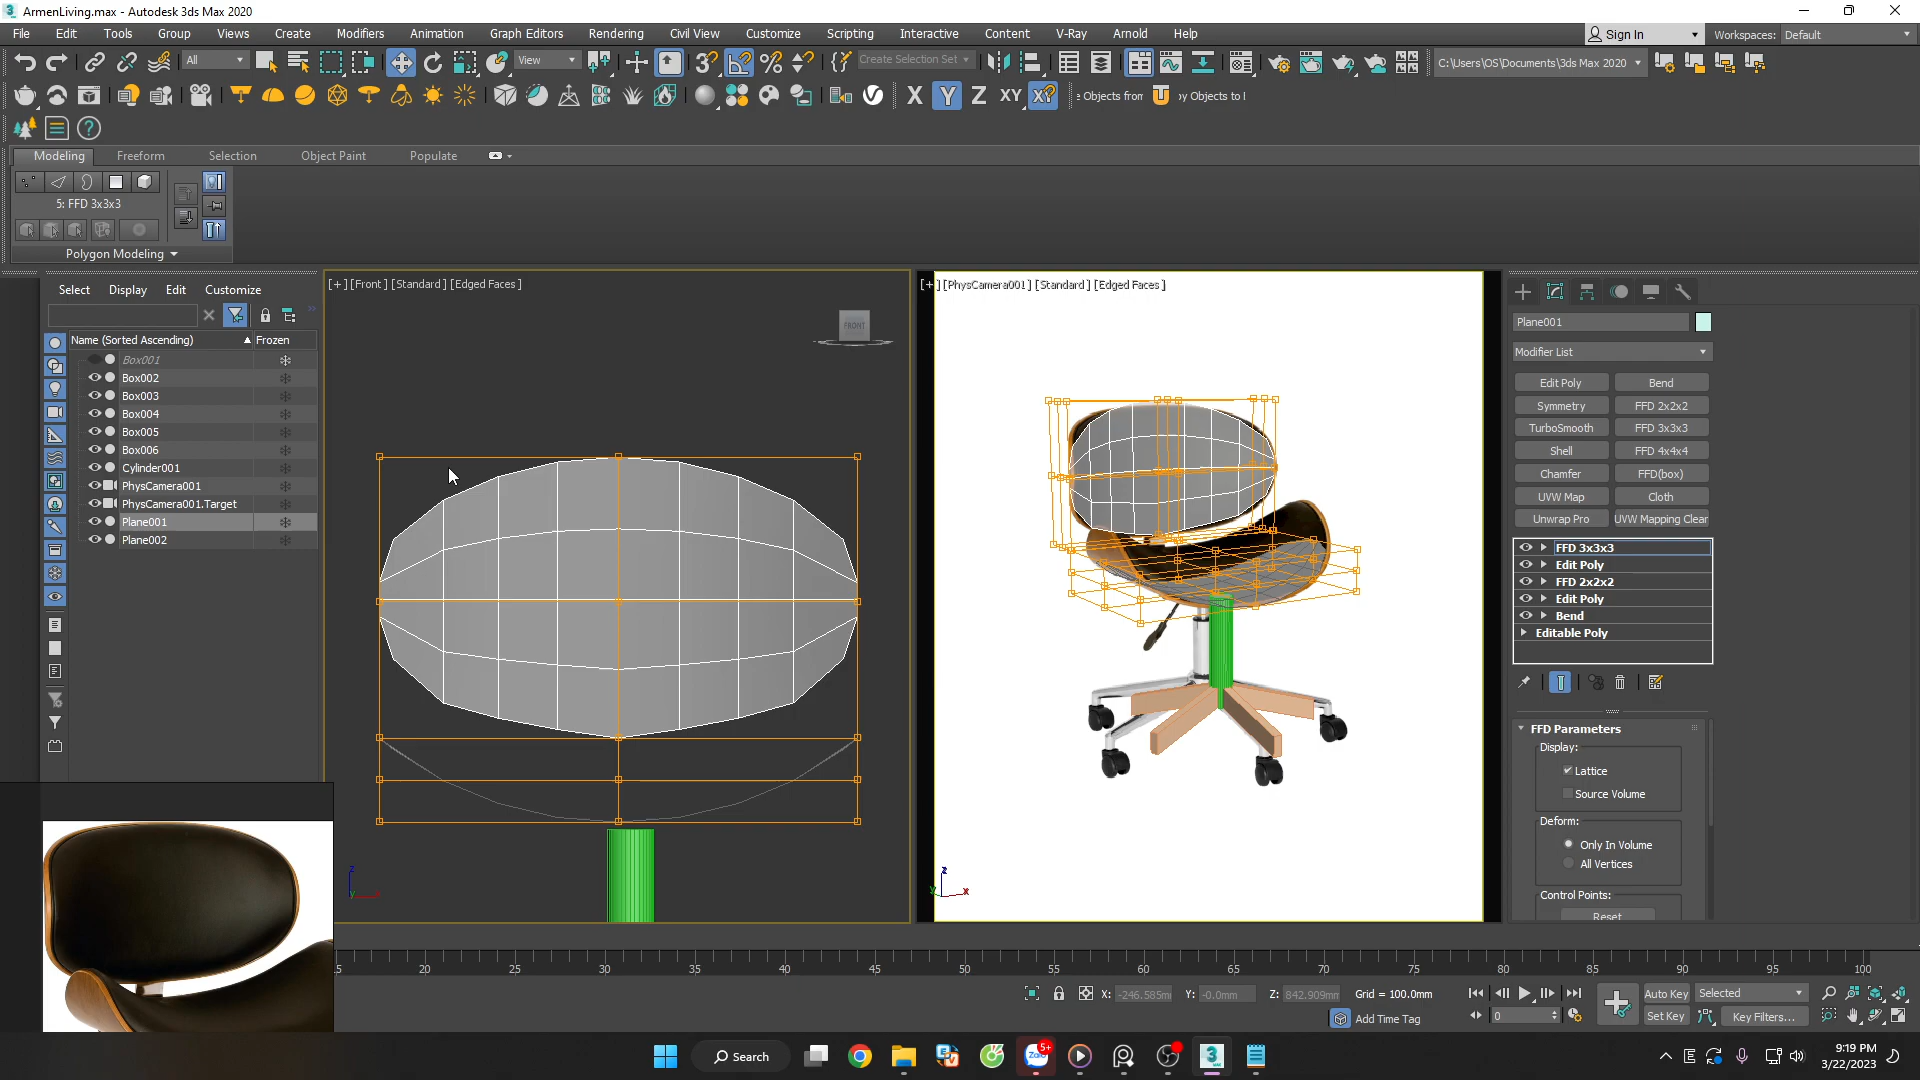 ArmenLiving.max - Autodesk 3ds Max 2020
File Edit Tools Group Views Create Modifiers Animation Graph Editors Rendering Civil View Customize Scripting Interactive Content V-Ray Arnold Help
Sign In
Workspaces: Default
All
View
Create Selection Set
C:\Users\OS\Documents\3ds Max 2020
X Y Z XY XY
e Objects from
by Objects to I
Modeling Freeform Selection Object Paint Populate
5: FFD 3x3x3
Polygon Modeling
Select Display Edit Customize
Name (Sorted Ascending) Frozen
Box001
Box002
Box003
Box004
Box005
Box006
Cylinder001
PhysCamera001
PhysCamera001.Target
Plane001
Plane002
[+] [Front] [Standard] [Edged Faces]
FRONT
z
[+] [PhysCamera001] [Standard] [Edged Faces]
z
y x
Plane001
Modifier List
Edit Poly Bend
Symmetry FFD 2x2x2
TurboSmooth FFD 3x3x3
Shell FFD 4x4x4
Chamfer FFD(box)
UVW Map Cloth
Unwrap Pro UVW Mapping Clear
FFD 3x3x3
Edit Poly
FFD 2x2x2
Edit Poly
Bend
Editable Poly
FFD Parameters
Display:
Lattice
Source Volume
Deform:
Only In Volume
All Vertices
Control Points:
Reset
20 25 30 35 40 45 50 55 60 65 70 75 80 85 90 95 100
X: -246.585m Y: -0.0mm Z: 842.909mm Grid = 100.0mm
Add Time Tag
0
Auto Key Selected
Set Key Key Filters...
Search
Zalo 5+
3
9:19 PM
3/22/2023